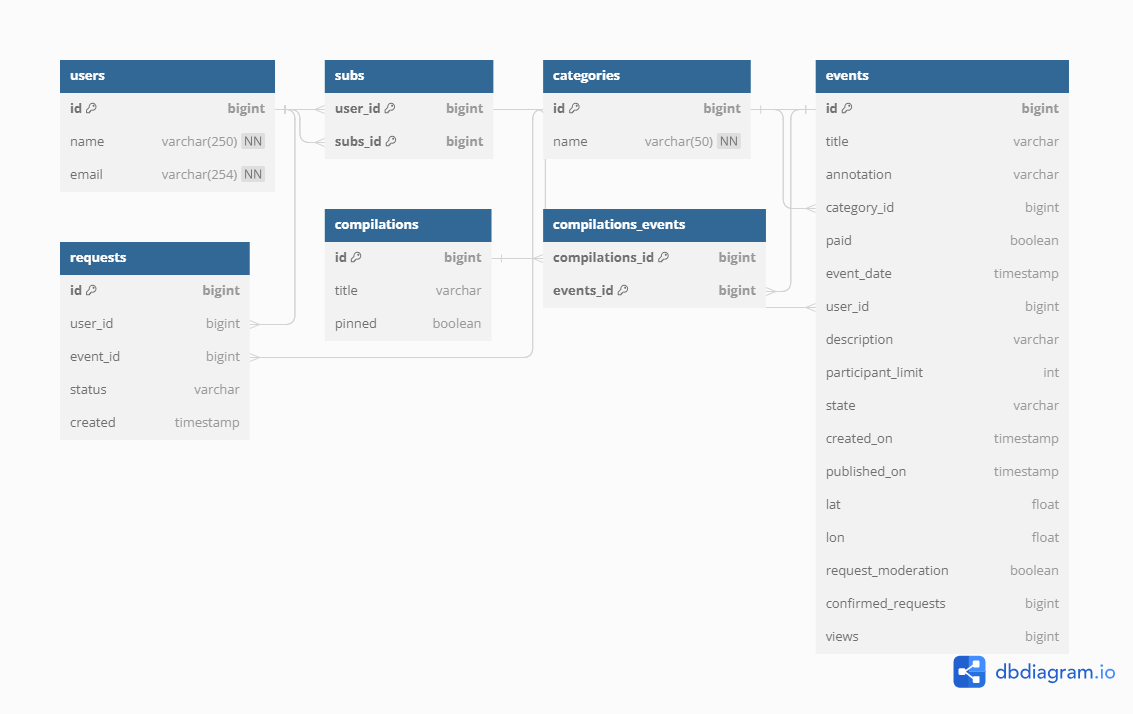 users
id bigint
name varchar(250) NN
email varchar(254) NN
subs
user_id bigint
subs_id bigint
categories
id bigint
name varchar(50) NN
events
id bigint
title varchar
annotation varchar
category_id bigint
paid boolean
event_date timestamp
user_id bigint
description varchar
participant_limit int
state varchar
created_on timestamp
published_on timestamp
lat float
lon float
request_moderation boolean
confirmed_requests bigint
views bigint
requests
id bigint
user_id bigint
event_id bigint
status varchar
created timestamp
compilations
id bigint
title varchar
pinned boolean
compilations_events
compilations_id bigint
events_id bigint
dbdiagram.io